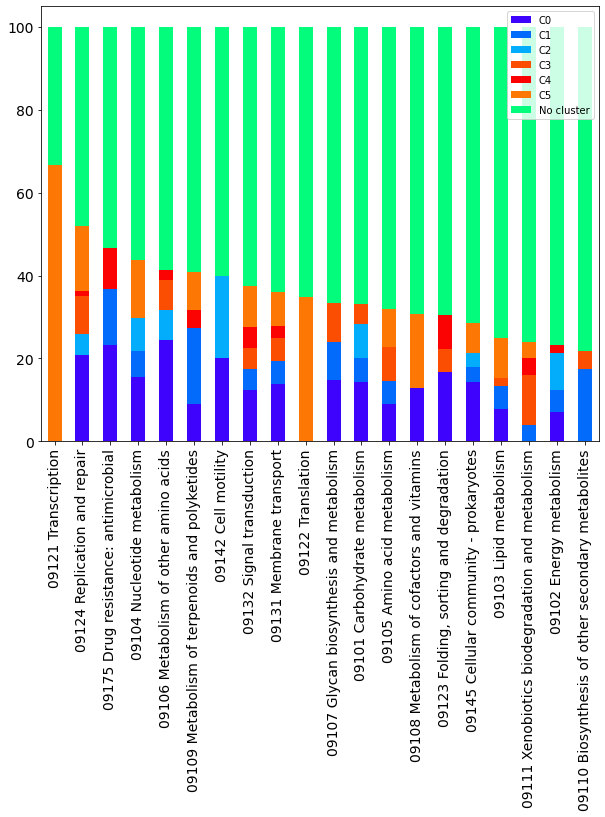 100
80
60
40
20
0
C0
C1
C2
C3
C4
C5
No cluster
09121 Transcription
09124 Replication and repair
09175 Drug resistance: antimicrobial
09104 Nucleotide metabolism
09106 Metabolism of other amino acids
09109 Metabolism of terpenoids and polyketides
09142 Cell motility
09132 Signal transduction
09131 Membrane transport
09122 Translation
09107 Glycan biosynthesis and metabolism
09101 Carbohydrate metabolism
09105 Amino acid metabolism
09108 Metabolism of cofactors and vitamins
09123 Folding, sorting and degradation
09145 Cellular community - prokaryotes
09103 Lipid metabolism
09111 Xenobiotics biodegradation and metabolism
09102 Energy metabolism
09110 Biosynthesis of other secondary metabolites